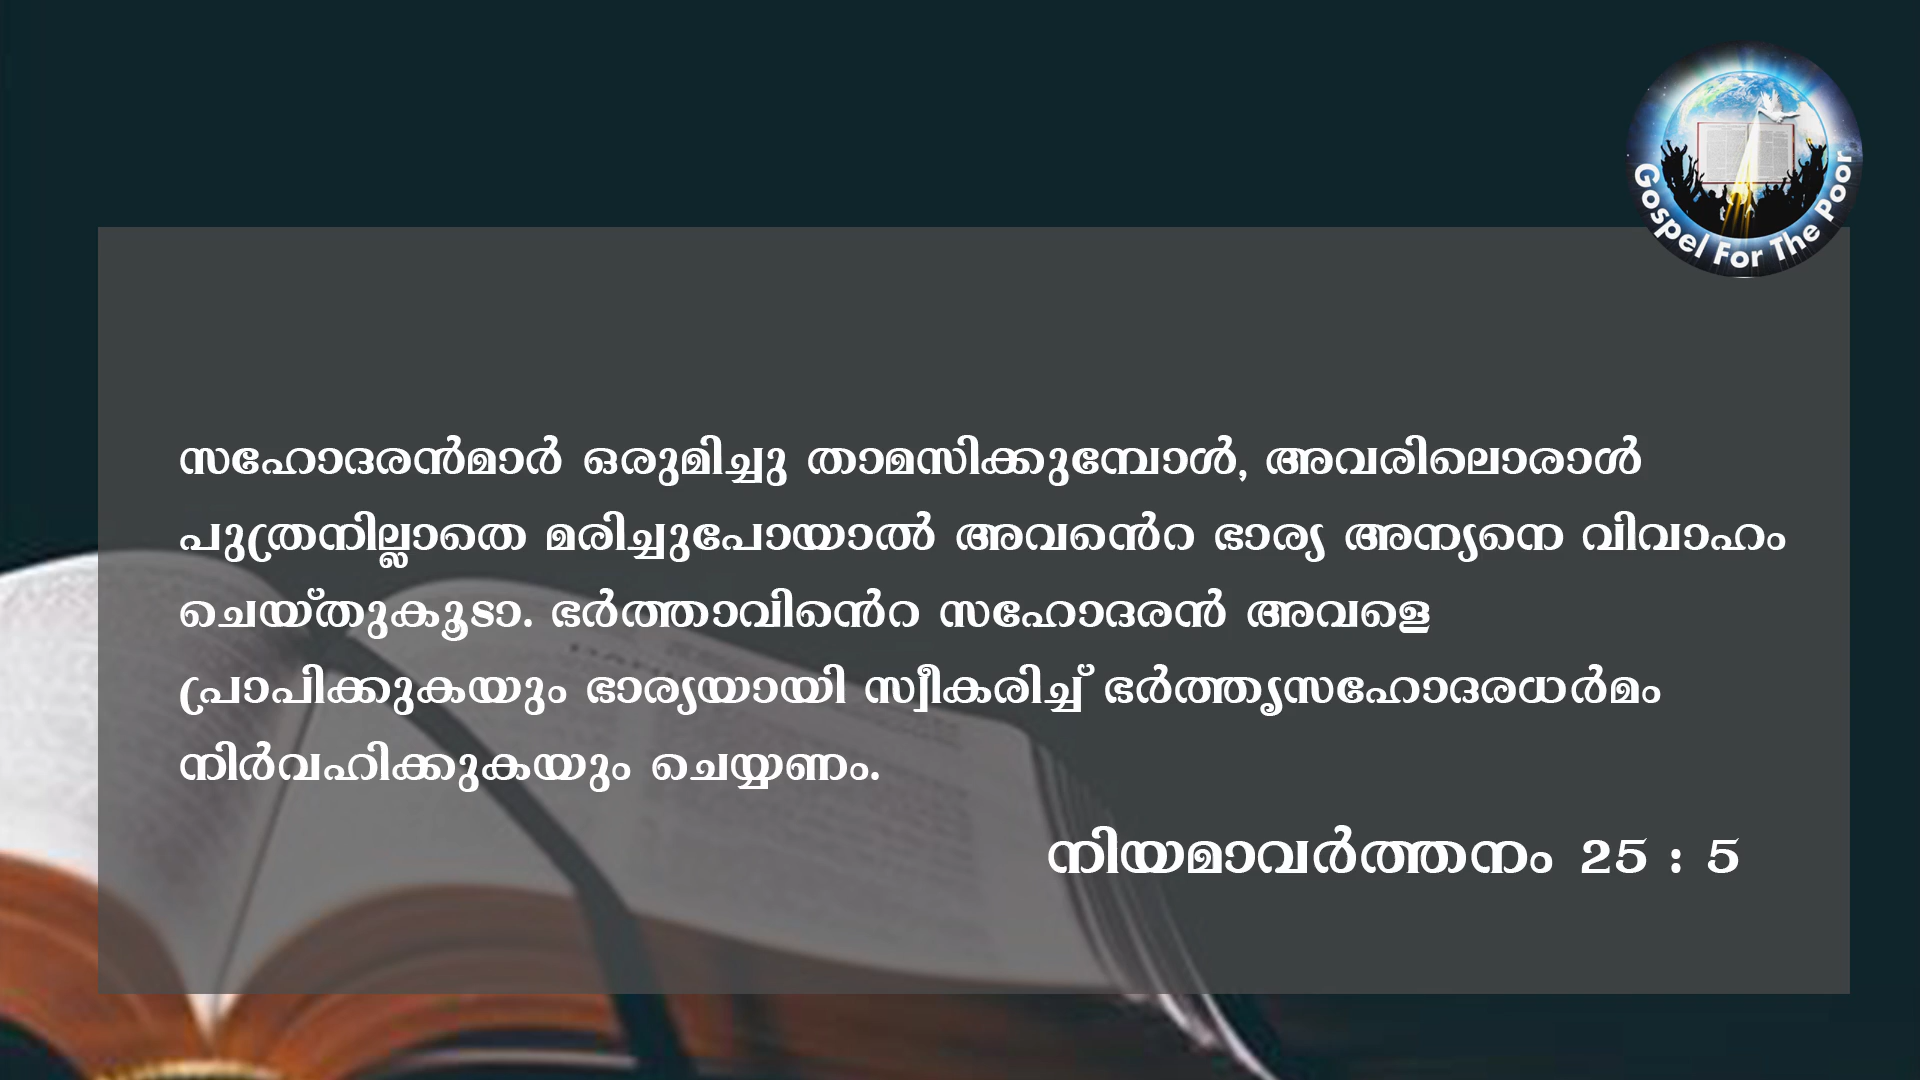 Gospel For The Poor
സഹോദരൻമാർ ഒരുമിച്ചു താമസിക്കുമ്പോൾ, അവരിലൊരാൾ
പുത്രനില്ലാതെ മരിച്ചുപോയാൽ അവൻെറ ഭാര്യ അന്യനെ വിവാഹം
ചെയ്തുകൂടാ. ഭർത്താവിൻെറ സഹോദരൻ അവളെ
പ്രാപിക്കുകയും ഭാര്യയായി സ്വീകരിച്ച് ഭർത്തൃസഹോദരധർമം
നിർവഹിക്കുകയും ചെയ്യണം.
നിയമാവർത്തനം 25 : 5